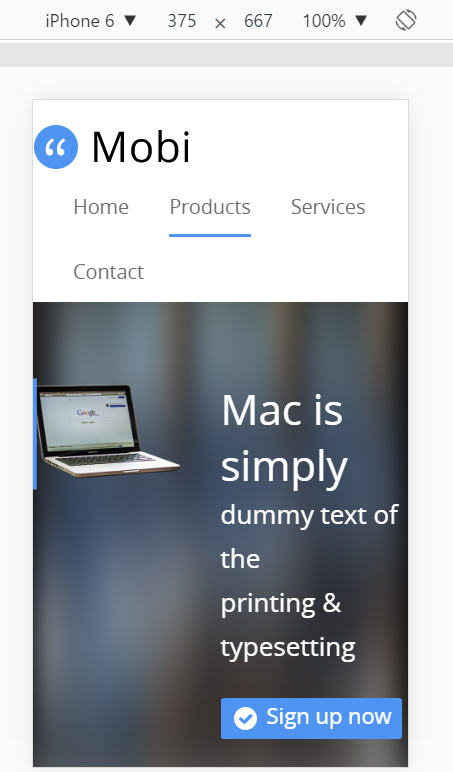 iPhone 6 ▼ 375 × 667 100% ▼
“ Mobi
Home Products Services
Contact
Google
Mac is
simply
dummy text of
the
printing &
typesetting
Sign up now